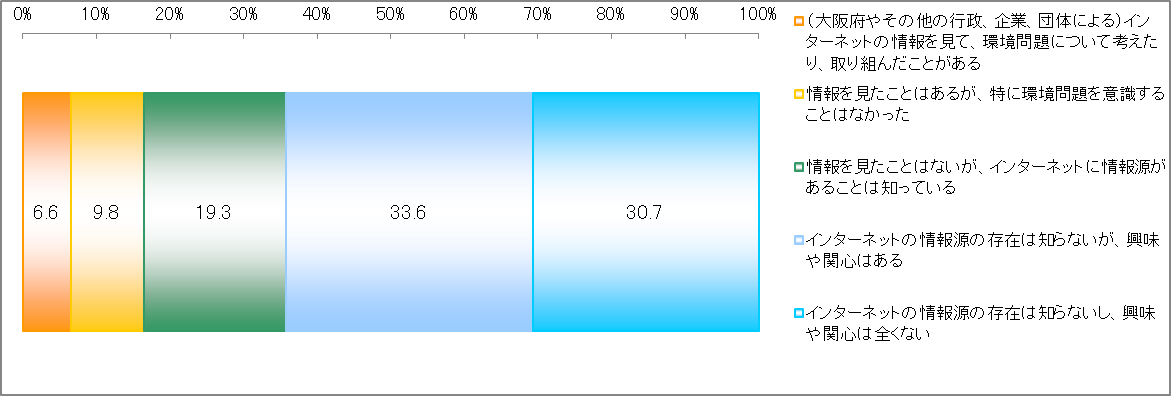 0% 10% 20% 30% 40% 50% 60% 70% 80% 90% 100%
6.6 9.8 19.3 33.6 30.7
（大阪府やその他の行政、企業、団体による）イン
ターネットの情報を見て、環境問題について考えた
り、取り組んだことがある
情報を見たことはあるが、特に環境問題を意識する
ことはなかった
情報を見たことはないが、インターネットに情報源が
あることは知っている
インターネットの情報源の存在は知らないが、興味
や関心はある
インターネットの情報源の存在は知らないし、興味
や関心は全くない